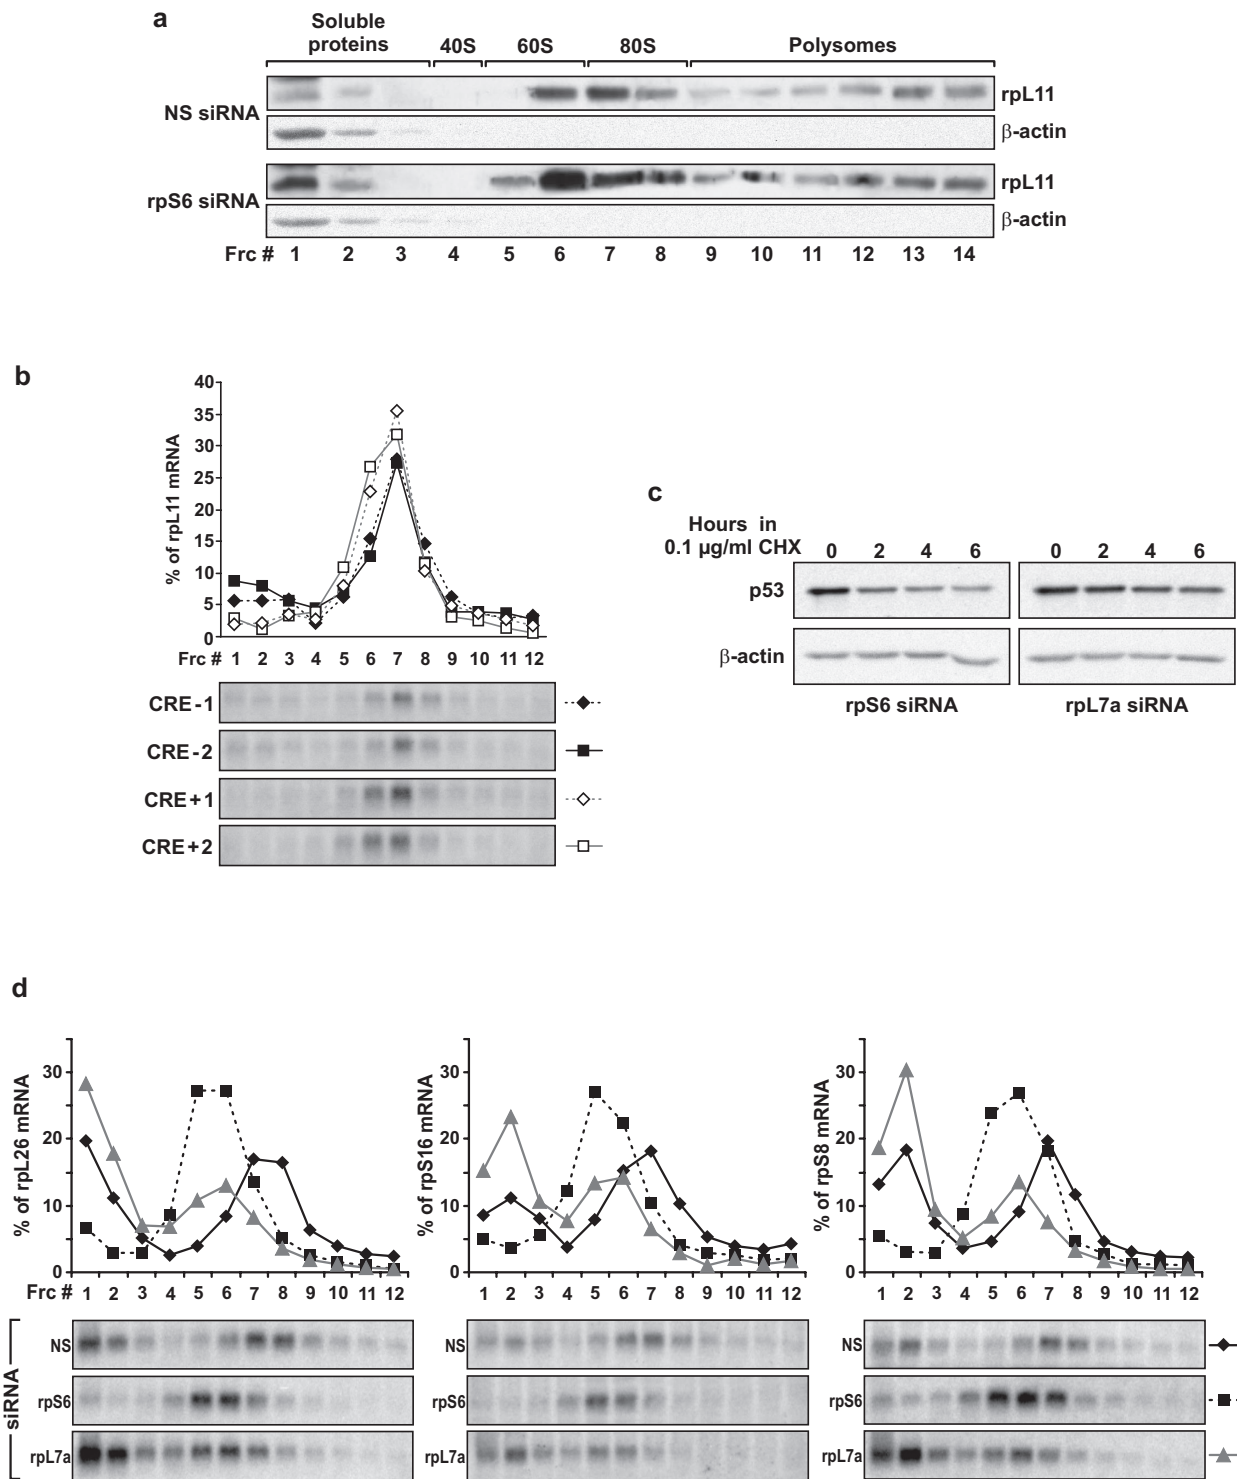 a
Soluble proteins
40S
60S
80S
Polysomes
NS siRNA
rpL11
β-actin
rpS6 siRNA
rpL11
β-actin
Frc # 1 2 3 4 5 6 7 8 9 10 11 12 13 14
b
% of rpL11 mRNA
40
35
30
25
20
15
10
5
0
Frc # 1 2 3 4 5 6 7 8 9 10 11 12
CRE-1
CRE-2
CRE+1
CRE+2
c
Hours in
0.1 µg/ml CHX 0 2 4 6 0 2 4 6
p53
β-actin
rpS6 siRNA
rpL7a siRNA
d
% of rpL26 mRNA
30
20
10
0
Frc # 1 2 3 4 5 6 7 8 9 10 11 12
% of rpS16 mRNA
30
20
10
0
1 2 3 4 5 6 7 8 9 10 11 12
% of rpS8 mRNA
30
20
10
0
1 2 3 4 5 6 7 8 9 10 11 12
siRNA
NS
rpS6
rpL7a
NS
rpS6
rpL7a
NS
rpS6
rpL7a